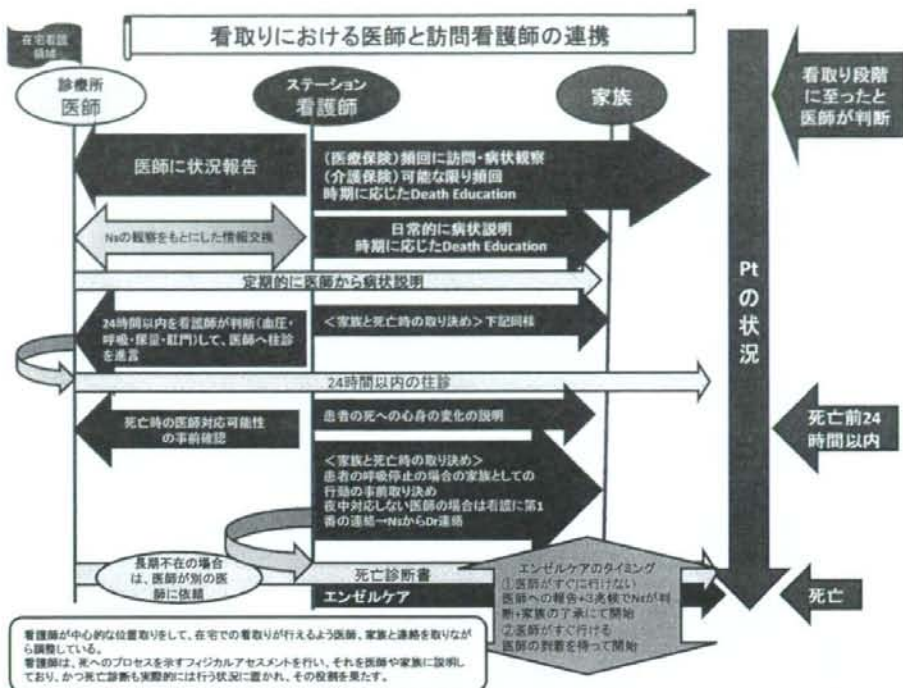 在宅看護
領域
看取りにおける医師と訪問看護師の連携
診療所
医師
ステーション
看護師
家族
看取り段階
に至ったと
医師が判断
医師に状況報告
（医療保険）頻回に訪問・病状観察
（介護保険）可能な限り頻回
時期に応じたDeath Education
Nsの観察をもとにした情報交換
日常的に病状説明
時期に応じたDeath Education
定期的に医師から病状説明
Ptの状況
24時間以内を看護師が判断（血圧・
呼吸・尿量・肛門）して、医師へ往診
を進言
＜家族と死亡時の取り決め＞下記同様
24時間以内の往診
死亡時の医師対応可能性
の事前確認
患者の死への心身の変化の説明
死亡前24
時間以内
＜家族と死亡時の取り決め＞
患者の呼吸停止の場合の家族としての
行動の事前取り決め
夜中対応しない医師の場合は看護に第1
番の連絡→NsからDr連絡
長期不在の場合
は、医師が別の医
師に依頼
死亡診断書
エンゼルケア
エンゼルケアのタイミング
①医師がすぐに行けない
医師への報告+3兆候でNsが判
断+家族の了承にて開始
②医師がすぐ行ける
医師の到着を待って開始
死亡
看護師が中心的な位置取りをして、在宅での看取りが行えるよう医師、家族と連絡を取りなが
ら調整している。
看護師は、死へのプロセスを示すフィジカルアセスメントを行い、それを医師や家族に説明し
ており、かつ死亡診断も実際的には行う状況に置かれ、その役割を果たす。